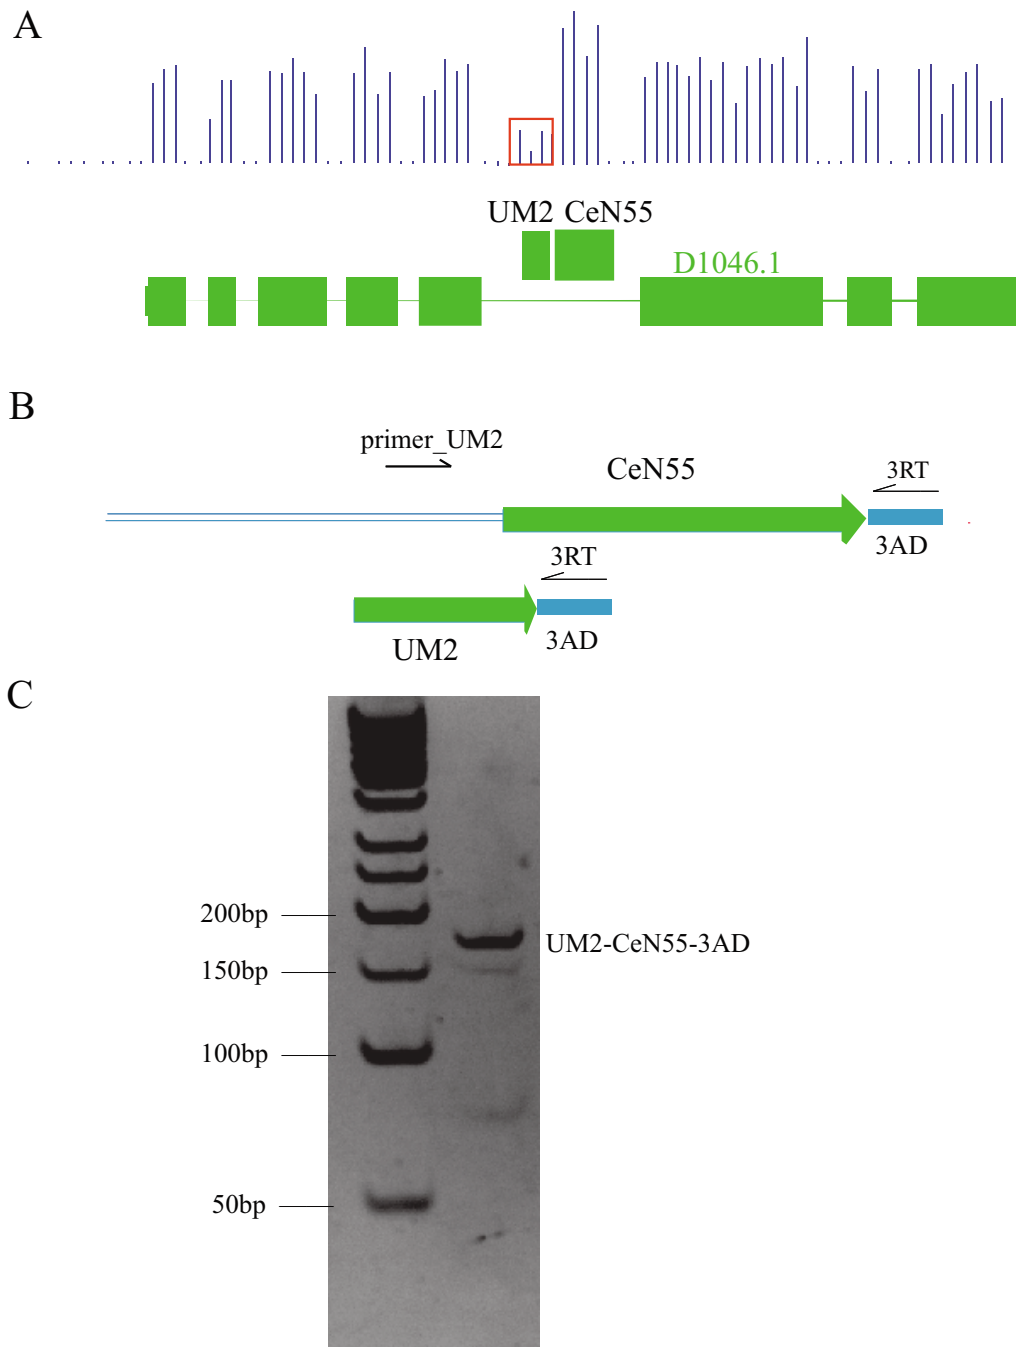 A
UM2 CeN55
D1046.1
B
primer_UM2
CeN55
3RT
3AD
3RT
3AD
UM2
C
200bp
UM2-CeN55-3AD
150bp
100bp
50bp